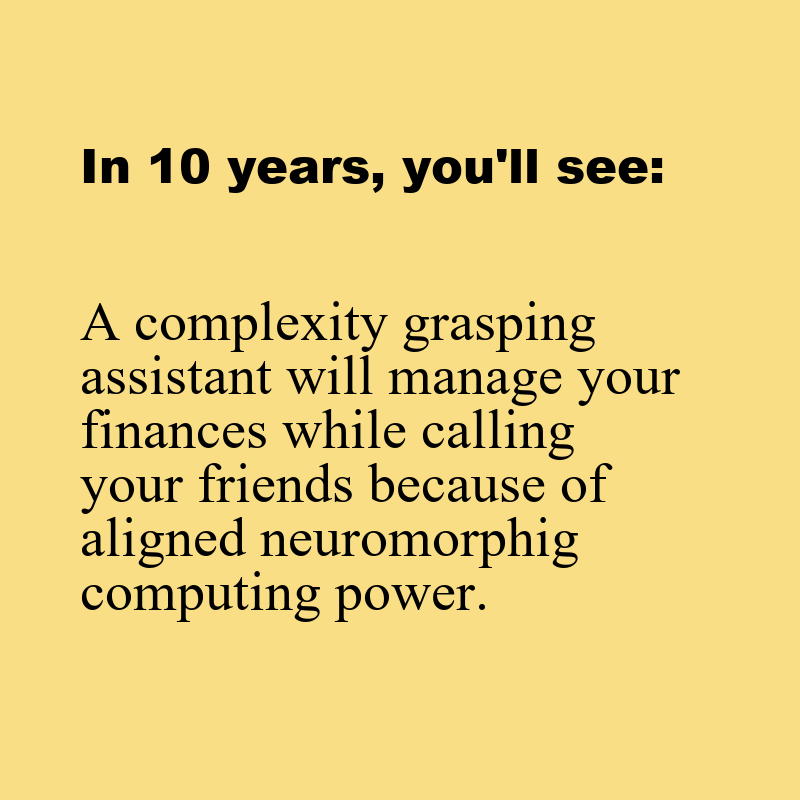 In 10 years, you'll see:
A complexity grasping
assistant will manage your
finances while calling
your friends because of
aligned neuromorphig
computing power.